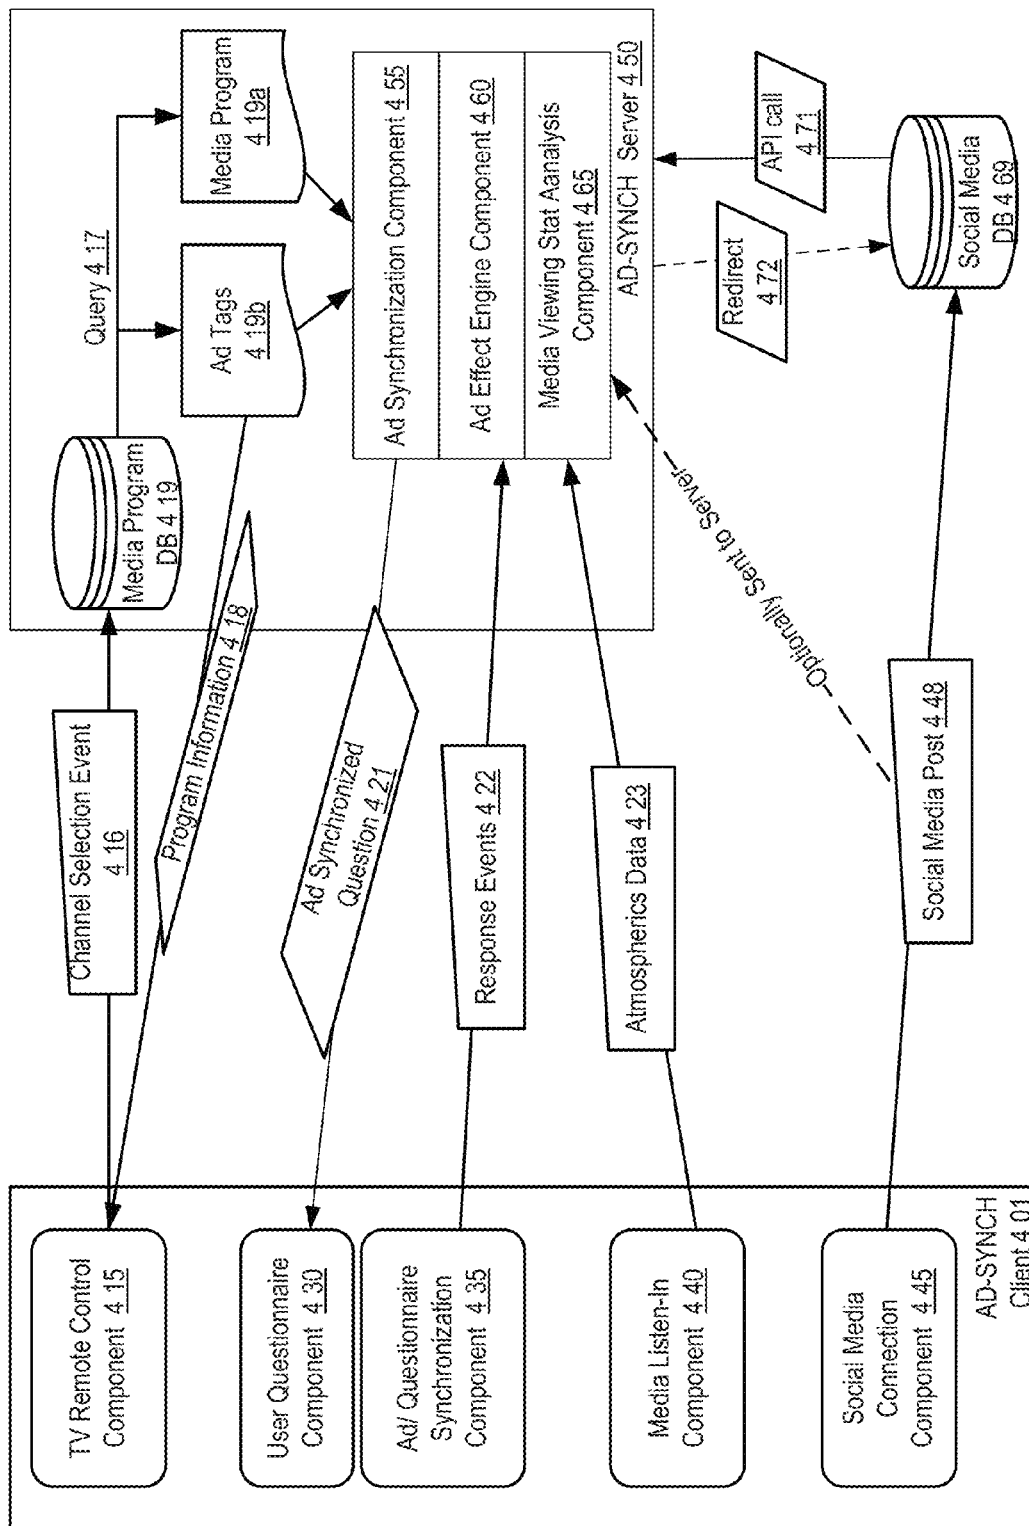 TV Remote Control
Component 4 15
User Questionnaire
Component 4 30
Ad/ Questionnaire
Synchronization
Component 4 35
Media Listen-In
Component 4 40
Social Media
Connection
Component 4 45
AD-SYNCH
Client 4 01
Channel Selection Event
4 16
Program Information 4 18
Ad Synchronized
Question 4 21
Response Events 4 22
Atmospherics Data 4 23
Social Media Post 4 48
Optionally Sent to Server
Media Program
DB 4 19
Query 4 17
Ad Tags
4 19b
Media Program
4 19a
Ad Synchronization Component 4 55
Ad Effect Engine Component 4 60
Media Viewing Stat Aanalysis
Component 4 65
AD-SYNCH Server 4 50
Redirect
4 72
API call
4 71
Social Media
DB 4 69